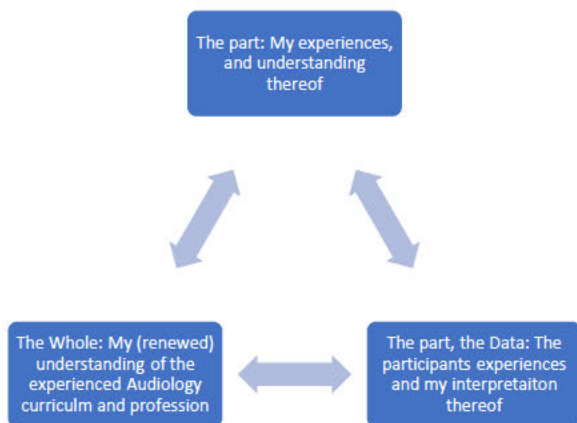 The part: My experiences,
and understanding
thereof
The Whole: My (renewed)
understanding of the
experienced Audiology
curriculm and profession
The part, the Data: The
participants experiences
and my interpretaiton
thereof